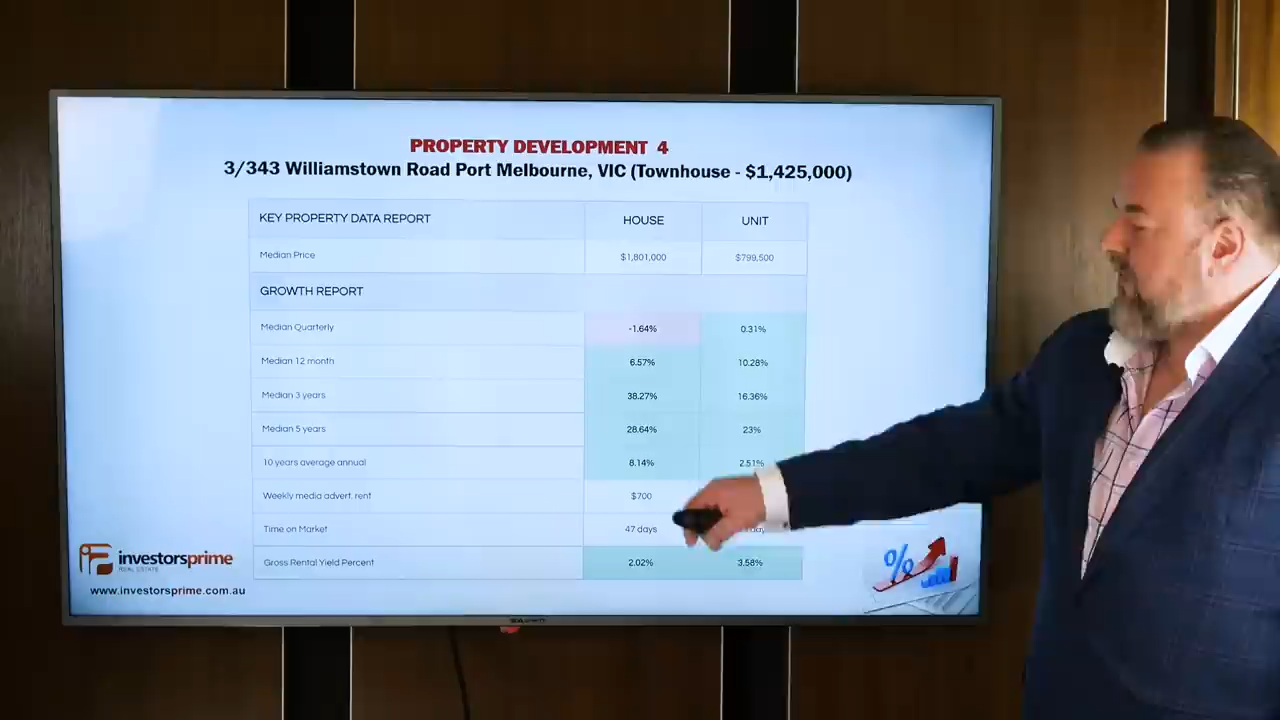 PROPERTY DEVELOPMENT 4
3/343 Williamstown Road Port Melbourne, VIC (Townhouse - $1,425,000)
KEY PROPERTY DATA REPORT HOUSE UNIT
Median Price $1,801,000 $799,500
GROWTH REPORT
Median Quarterly -1.64% 0.31%
Median 12 month 6.57% 10.28%
Median 3 years 38.27% 16.36%
Median 5 years 28.64% 23%
10 years average annual 8.14% 2.51%
Weekly media advert. rent $700
Time on Market 47 days
Gross Rental Yield Percent 2.02% 3.58%
investorsprime
REAL ESTATE
www.investorsprime.com.au
%